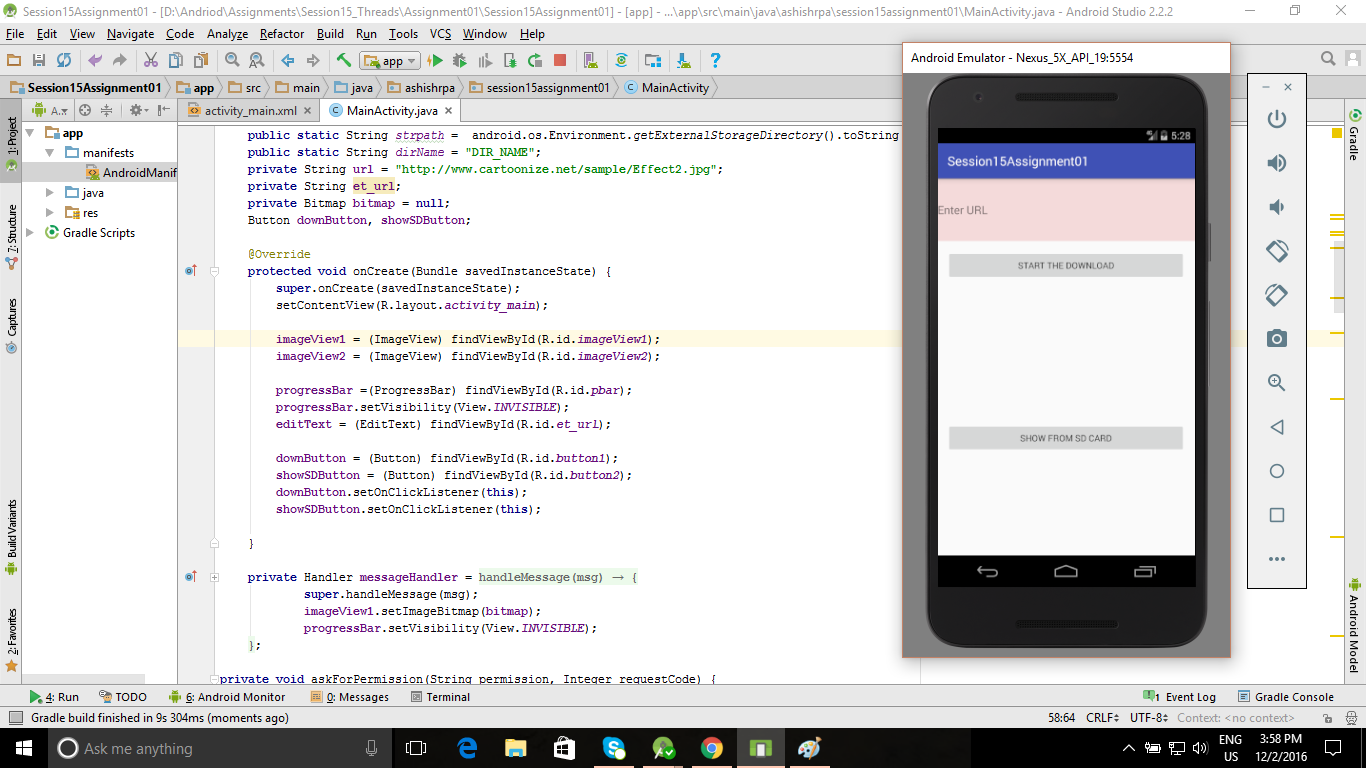 Session15Assignment01 - [D:\Andriod\Assignments\Session15_Threads\Assignment01\Session15Assignment01] - [app] - ...\app\src\main\java\ashishrpa\session15assignment01\MainActivity.java - Android Studio 2.2.2
File Edit View Navigate Code Analyze Refactor Build Run Tools VCS Window Help
app
Session15Assignment01 app src main java ashishrpa session15assignment01 MainActivity
A.. activity_main.xml MainActivity.java
1: Project
7: Structure
Captures
Build Variants
2: Favorites
app
manifests
AndroidManif
java
res
Gradle Scripts
public static String strpath = android.os.Environment.getExternalStorageDirectory().toString
public static String dirName = "DIR_NAME";
private String url = "http://www.cartoonize.net/sample/Effect2.jpg";
private String et_url;
private Bitmap bitmap = null;
Button downButton, showSDButton;
@Override
protected void onCreate(Bundle savedInstanceState) {
super.onCreate(savedInstanceState);
setContentView(R.layout.activity_main);
imageView1 = (ImageView) findViewById(R.id.imageView1);
imageView2 = (ImageView) findViewById(R.id.imageView2);
progressBar =(ProgressBar) findViewById(R.id.pbar);
progressBar.setVisibility(View.INVISIBLE);
editText = (EditText) findViewById(R.id.et_url);
downButton = (Button) findViewById(R.id.button1);
showSDButton = (Button) findViewById(R.id.button2);
downButton.setOnClickListener(this);
showSDButton.setOnClickListener(this);
}
private Handler messageHandler = handleMessage(msg) → {
super.handleMessage(msg);
imageView1.setImageBitmap(bitmap);
progressBar.setVisibility(View.INVISIBLE);
};
private void askForPermission(String permission, Integer requestCode) {
Android Emulator - Nexus_5X_API_19:5554
5:28
Session15Assignment01
Enter URL
START THE DOWNLOAD
SHOW FROM SD CARD
Gradle
Android Model
4: Run TODO 6: Android Monitor 0: Messages Terminal 1 Event Log Gradle Console
Gradle build finished in 9s 304ms (moments ago) 58:64 CRLF UTF-8 Context: <no context>
Ask me anything
ENG
US
3:58 PM
12/2/2016